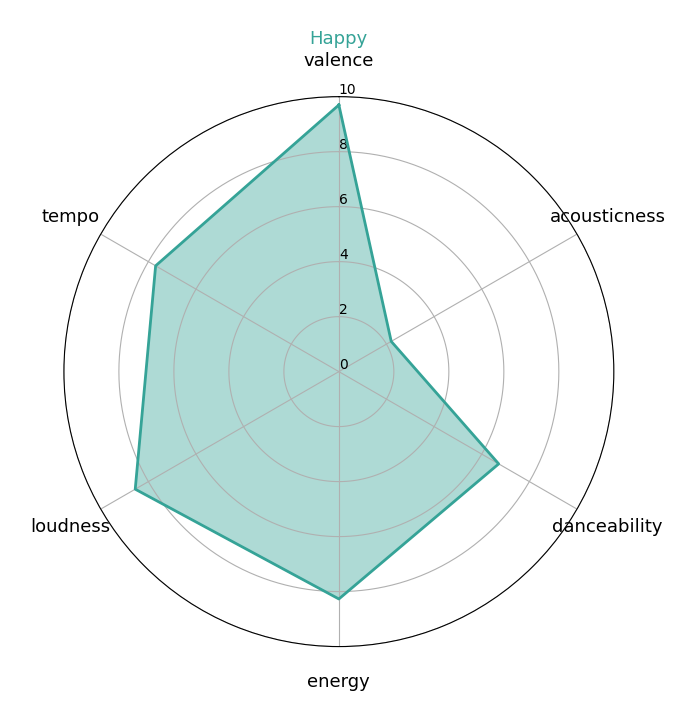 Happy
valence
10
8
tempo
acousticness
6
4
2
0
loudness
danceability
energy